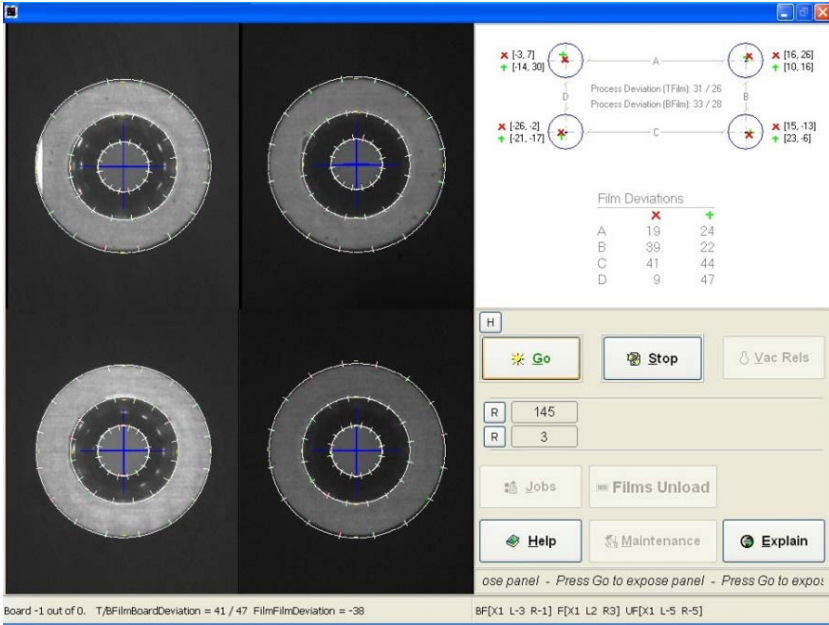 [-3, 7]
[-14, 30]
A
[16, 26]
[10, 16]
Process Deviation (TFilm): 31 / 26
D
B
Process Deviation (BFilm): 33 / 28
[-26, -2]
[-21, -17]
C
[15, -13]
[23, -6]
Film Deviations
A 19 24
B 39 22
C 41 44
D 9 47
H
Go
Stop
Vac Rels
R 145
R 3
Jobs
Films Unload
Help
Maintenance
Explain
ose panel - Press Go to expose panel - Press Go to expos
Board -1 out of 0. T/BFilmBoardDeviation = 41 / 47 FilmFilmDeviation = -38
BF[X1 L-3 R-1] F[X1 L2 R3] UF[X1 L-5 R-5]